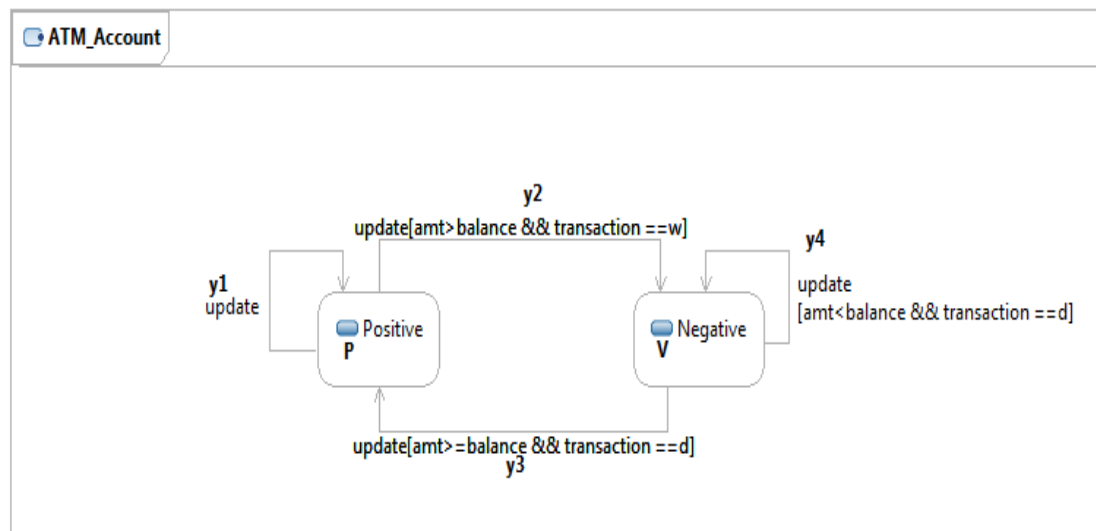 ATM_Account
y2
update[amt>balance && transaction ==w]
y4
y1
update
update
[amt<balance && transaction ==d]
Positive
P
Negative
V
update[amt>=balance && transaction ==d]
y3